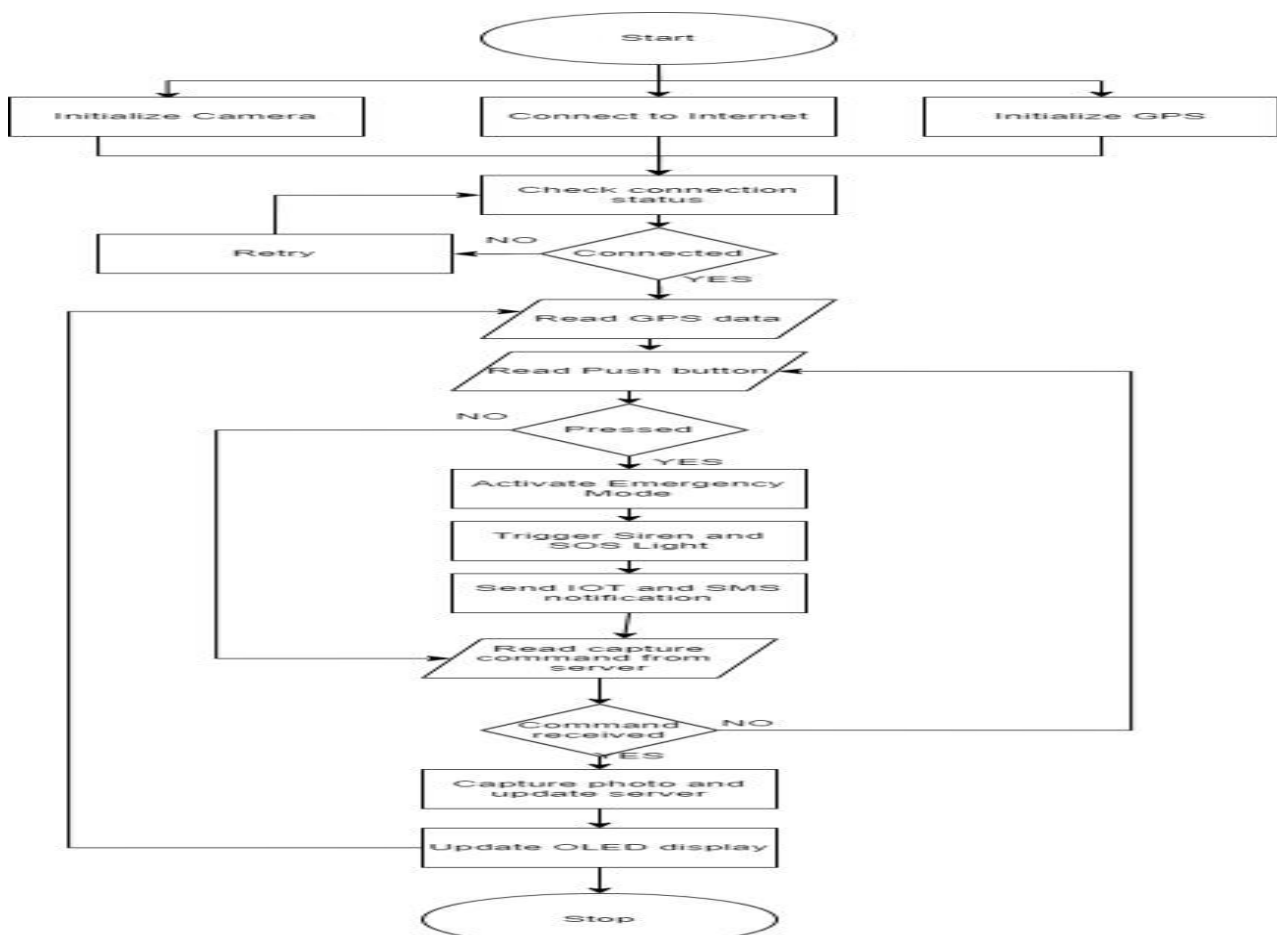 Start
Initialize Camera
Connect to Internet
Initialize GPS
Check connection
status
NO
Retry
Connected
YES
Read GPS data
Read Push button
NO
Pressed
YES
Activate Emergency
Mode
Trigger Siren and
SOS Light
Send IOT and SMS
notification
Read capture
command from
server
Command
received
NO
YES
Capture photo and
update server
Update OLED display
Stop